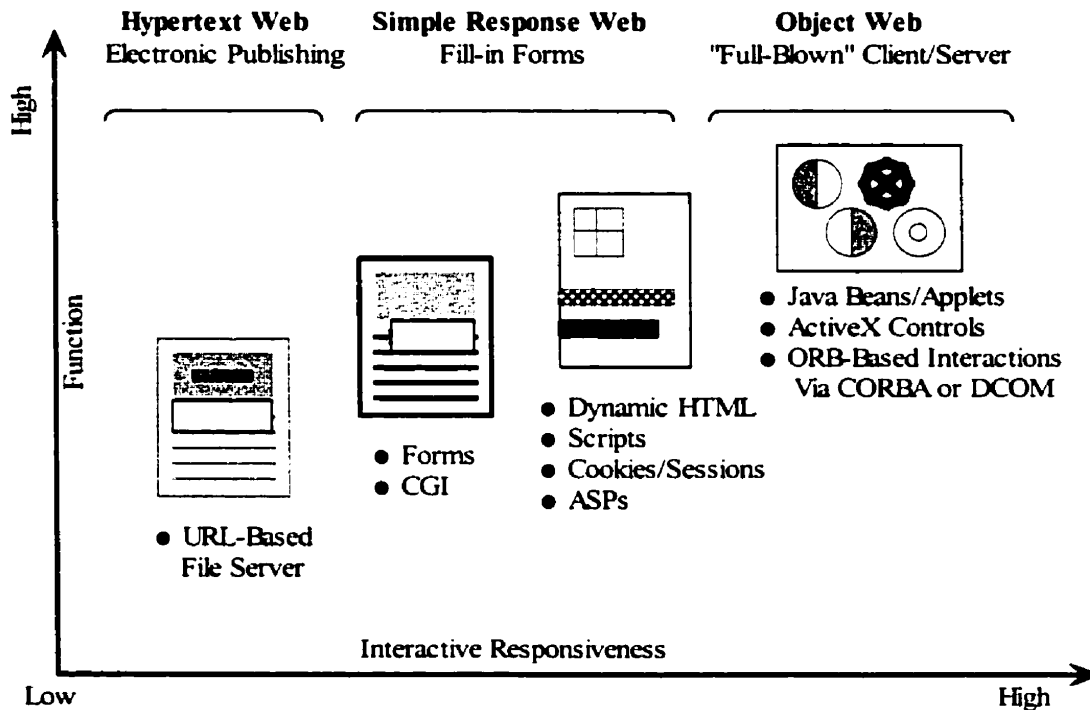 Hypertext Web
Electronic Publishing
Simple Response Web
Fill-in Forms
Object Web
"Full-Blown" Client/Server
High
Function
● URL-Based
File Server
● Forms
● CGI
● Dynamic HTML
● Scripts
● Cookies/Sessions
● ASPs
● Java Beans/Applets
● ActiveX Controls
● ORB-Based Interactions
Via CORBA or DCOM
Interactive Responsiveness
Low
High